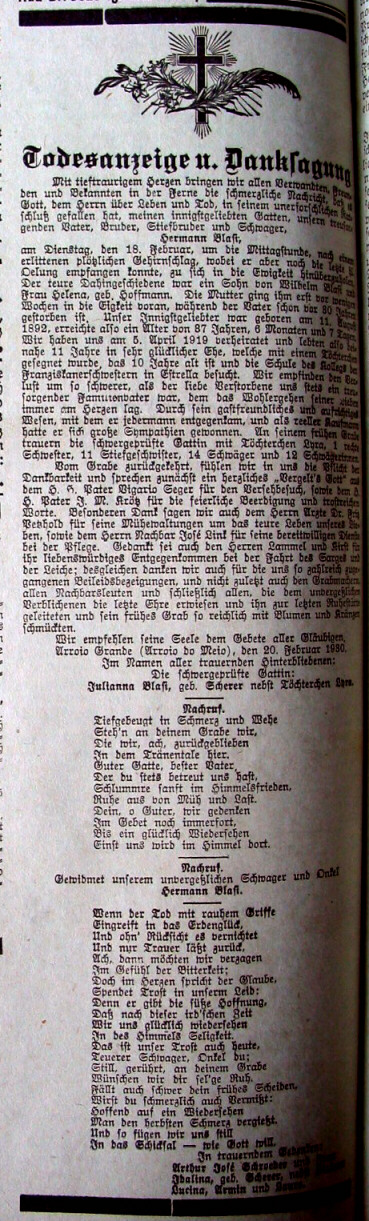 Todesanzeige u. Danksagung
Mit tieftraurigem Herzen bringen wir allen Verwandten, Freun-
den und Bekannten in der Ferne die schmerzliche Nachricht, daß es
Gott, dem Herrn über Leben und Tod, in seinem unerforschlichen
schluß gefallen hat, meinen innigstgeliebten Gatten, unsern treusor-
genden Vater, Bruder, Stiefbruder und Schwager,
Hermann Blasi,
am Dienstag, den 18. Februar, um die Mittagstunde, nach einem
erlittenen plötzlichen Gehirnschlag, wobei er aber noch die letzte
Oelung empfangen konnte, zu sich in die Ewigkeit
Der teure Dahingeschiedene war ein Sohn von Wilhelm Blasi und
Frau Helena, geb. Hoffmann. Die Mutter ging ihm erst vor wenigen
Wochen in die Eigkeit voran, während der Vater schon vor 30 Jahren
gestorben ist. Unser Innigstgeliebter war geboren am 11. August
1892, erreichte also ein Alter von 37 Jahren, 6 Monaten und 7 Tagen.
Wir haben uns am 5. April 1919 verheiratet und lebten also bei-
nahe 11 Jahre in sehr glücklicher Ehe, welche mit einem Töchterchen
gesegnet wurde, das 10 Jahre alt ist und die Schule des Kollegs der
Franziskanerschwestern in Estrella besucht. Wir empfinden den Ver-
lust um so schwerer, als der liebe Verstorbene uns stets ein treu-
sorgender Familienvater war, dem das Wohlergehen seiner
immer am Herzen lag. Durch sein gastfreundliches und aufrichtiges
Wesen, mit dem er jedermann entgegenkam, und als reeller Kaufmann
hatte er sich große Sympathien gewonnen. An seinem frühen Grabe
trauern die schwergeprüfte Gattin mit Töchterchen Lyra, 1 rechte
Schwester, 11 Stiefgeschwister, 14 Schwäger und 12 Schwägerinnen.
Vom Grabe zurückgekehrt, fühlen wir in uns die Pflicht der
Dankbarkeit und sprechen zunächst ein herzliches „Vergelt's Gott" aus
dem H. H. Pater Vigario Seger für den Versehbesuch, sowie dem H.
H. Pater J. M. Krötz für die feierliche Beerdigung und trostreichen
Worte. Besonderen Dank sagen wir auch dem Herrn Arzte Dr. Fritz
Petzhold für seine Mühewaltungen um das teure Leben unseres Lie-
ben, sowie dem Herrn Nachbar José Link für seine bereitwilligen Dienste
bei der Pflege. Gedankt sei auch den Herren Lammel und Kist für
ihr liebenswürdiges Entgegenkommen bei der Fahrt des Sarges und
der Leiche; desgleichen danken wir auch für die uns so zahlreich zuge-
gangenen Beileidsbezeigungen, und nicht zuletzt auch den Grabmachern,
allen Nachbarsleuten und schließlich allen, die dem unvergeßlichen
Verblichenen die letzte Ehre erwiesen und ihn zur letzten Ruhestätte
geleiteten und sein frühes Grab so reichlich mit Blumen und Kränzen
schmückten.
Wir empfehlen seine Seele dem Gebete aller Gläubigen.
Arroio Grande (Arroio do Meio), den 20. Februar 1930.
Im Namen aller trauernden Hinterbliebenen:
Die schwergeprüfte Gattin:
Julianna Blasi, geb. Scherer nebst Töchterchen Lyra.
Nachruf.
Tiefgebeugt in Schmerz und Wehe
Steh'n an deinem Grabe wir,
Die wir, ach, zurückgeblieben
In dem Tränentale hier.
Guter Gatte, bester Vater,
Der du stets betreut uns hast,
Schlummre sanft im Himmelsfrieden,
Ruhe aus von Müh und Last.
Dein, o Guter, wir gedenken
Im Gebet noch immerfort,
Bis ein glücklich Wiedersehen
Einst uns wird im Himmel dort.
Nachruf.
Gewidmet unserem unvergeßlichen Schwager und Onkel
Hermann Blasi.
Wenn der Tod mit rauhem Griffe
Eingreift in das Erdenglück,
Und ohn' Rücksicht es vernichtet
Und nur Trauer läßt zurück,
Ach, dann möchten wir verzagen
Im Gefühl der Bitterkeit;
Doch im Herzen spricht der Glaube,
Spendet Trost in unserm Leid:
Denn er gibt die süße Hoffnung,
Daß nach dieser ird'schen Zeit
Wir uns glücklich wiedersehen
In des Himmels Seligkeit.
Das ist unser Trost auch heute,
Teuerer Schwager, Onkel du;
Still, gerührt, an deinem Grabe
Wünschen wir dir sel'ge Ruh.
Fällt auch schwer dein frühes Scheiden,
Wirst du schmerzlich auch vermißt:
Hoffend auf ein Wiedersehen
Man den herbsten Schmerz vergißt.
Und so fügen wir uns still
In das Schicksal — wie Gott will.
In trauerndem Gedenken:
Arthur José Schroeder und
Idalina, geb. Scherer,
Lucina, Armin und